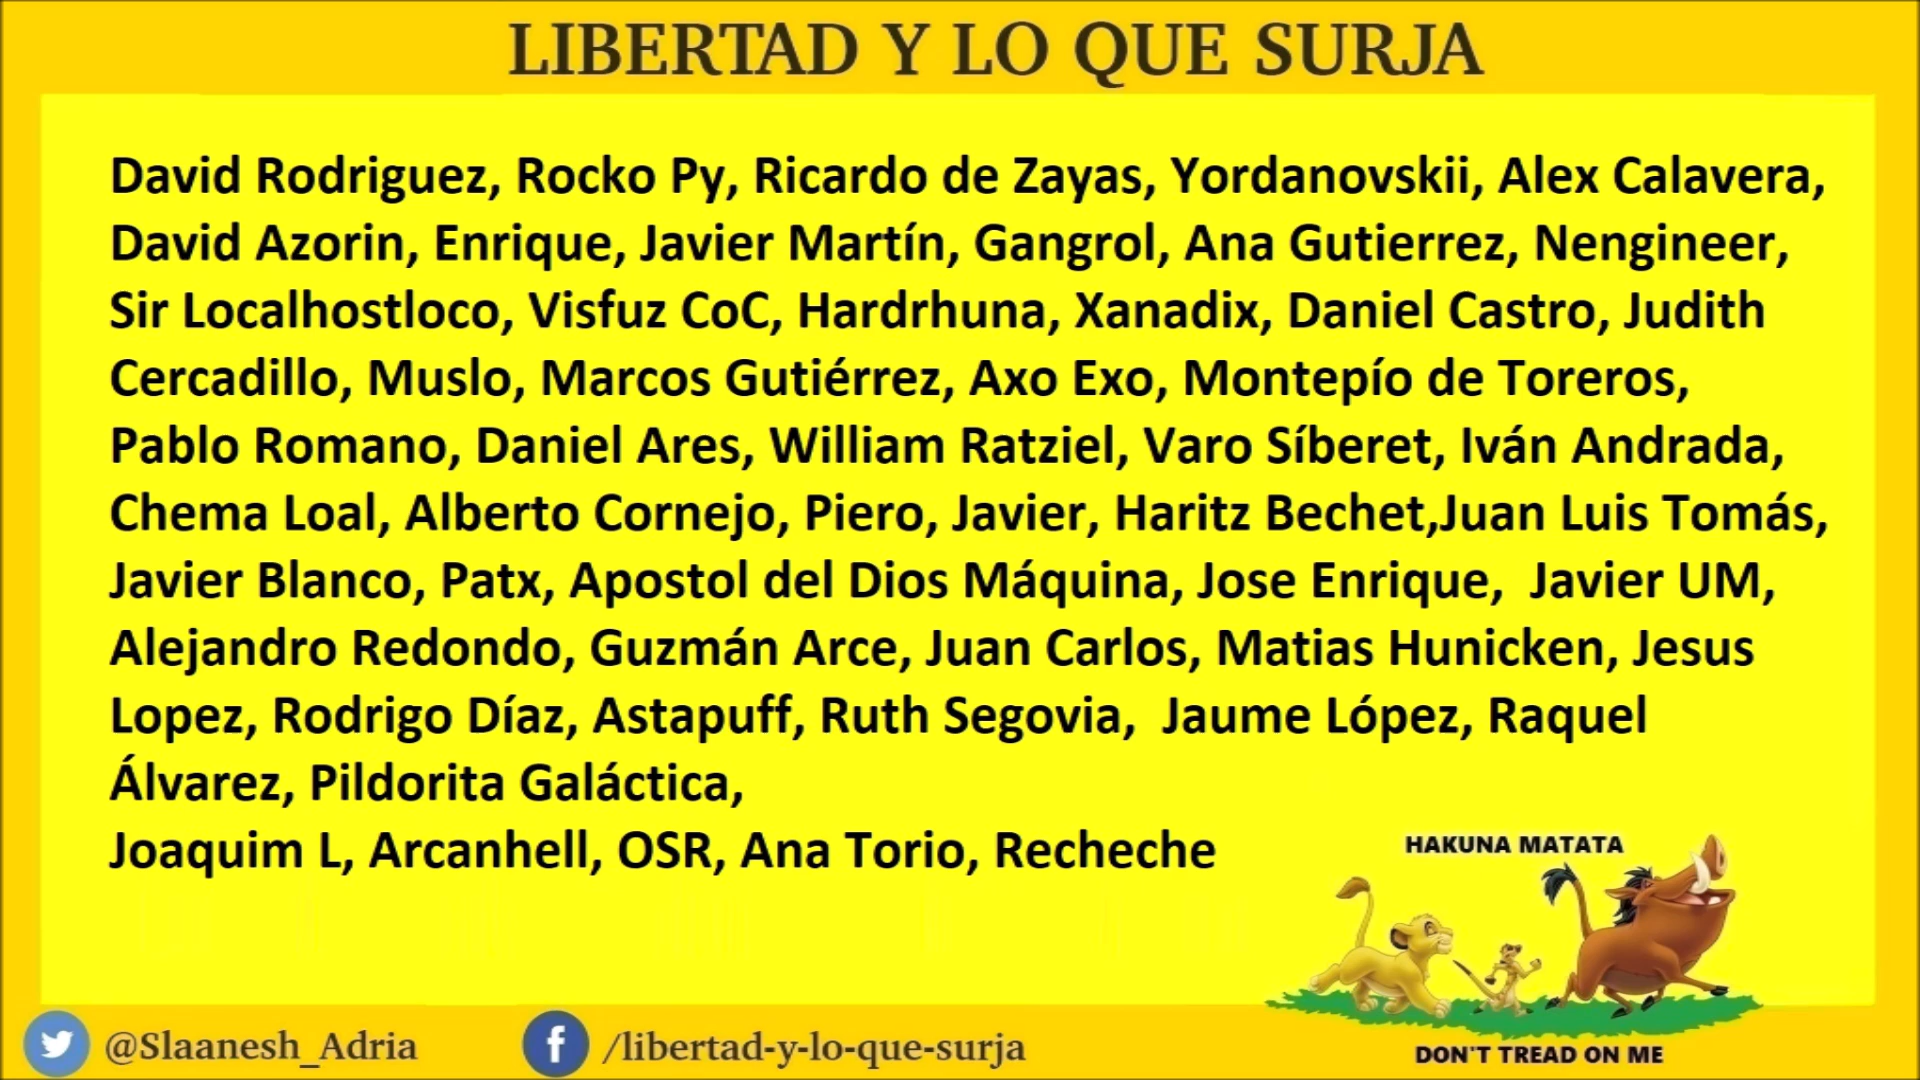 LIBERTAD Y LO QUE SURJA
David Rodriguez, Rocko Py, Ricardo de Zayas, Yordanovskii, Alex Calavera,
David Azorin, Enrique, Javier Martín, Gangrol, Ana Gutierrez, Nengineer,
Sir Localhostloco, Visfuz CoC, Hardrhuna, Xanadix, Daniel Castro, Judith
Cercadillo, Muslo, Marcos Gutiérrez, Axo Exo, Montepío de Toreros,
Pablo Romano, Daniel Ares, William Ratziel, Varo Síberet, Iván Andrada,
Chema Loal, Alberto Cornejo, Piero, Javier, Haritz Bechet,Juan Luis Tomás,
Javier Blanco, Patx, Apostol del Dios Máquina, Jose Enrique,  Javier UM,
Alejandro Redondo, Guzmán Arce, Juan Carlos, Matias Hunicken, Jesus
Lopez, Rodrigo Díaz, Astapuff, Ruth Segovia,  Jaume López, Raquel
Álvarez, Pildorita Galáctica,
Joaquim L, Arcanhell, OSR, Ana Torio, Recheche
HAKUNA MATATA
DON'T TREAD ON ME
@Slaanesh_Adria
/libertad-y-lo-que-surja